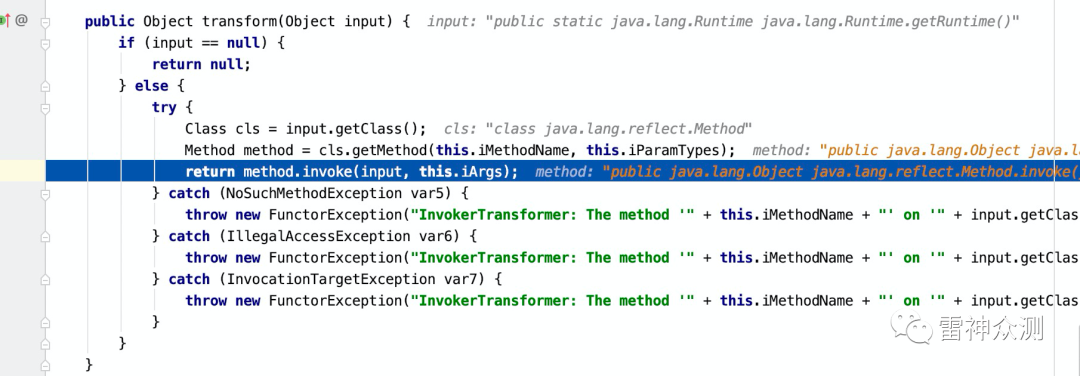 public Object transform(Object input) {  input: "public static java.lang.Runtime java.lang.Runtime.getRuntime()"
if (input == null) {
return null;
} else {
try {
Class cls = input.getClass();  cls: "class java.lang.reflect.Method"
Method method = cls.getMethod(this.iMethodName, this.iParamTypes);  method: "public java.lang.Object java.l
return method.invoke(input, this.iArgs);  method: "public java.lang.Object java.lang.reflect.Method.invoke(
} catch (NoSuchMethodException var5) {
throw new FunctorException("InvokerTransformer: The method '" + this.iMethodName + "' on '" + input.getClas
} catch (IllegalAccessException var6) {
throw new FunctorException("InvokerTransformer: The method '" + this.iMethodName + "' on '" + input.getClas
} catch (InvocationTargetException var7) {
throw new FunctorException("InvokerTransformer: The method '" + this.iMethodName + "' on '" + input.getClas
}
}
}
雷神众测